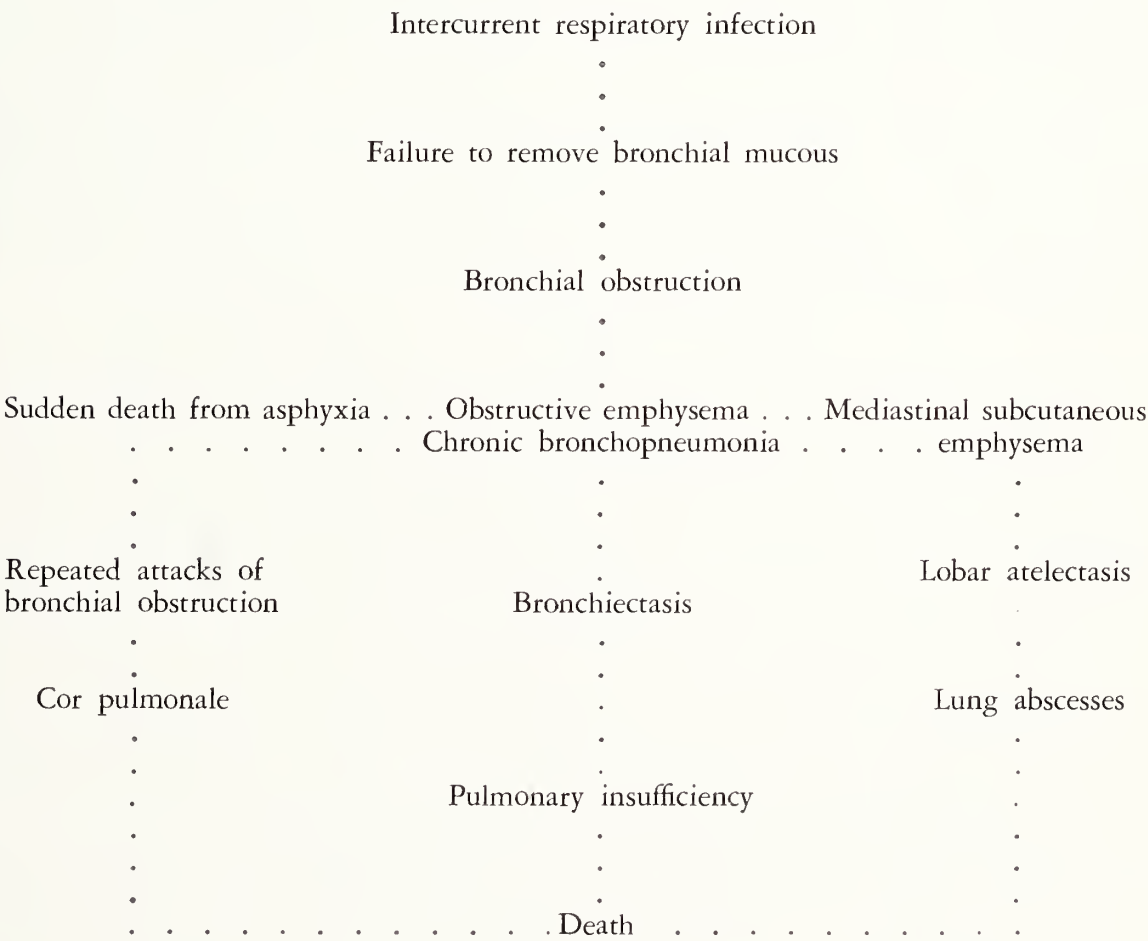 Intercurrent respiratory infection
Failure to remove bronchial mucous
Bronchial obstruction
Sudden death from asphyxia . . . Obstructive emphysema . . . Mediastinal subcutaneous
. . . . . . . . Chronic bronchopneumonia . . . . emphysema
Repeated attacks of
bronchial obstruction
Lobar atelectasis
Bronchiectasis
Cor pulmonale
Lung abscesses
Pulmonary insufficiency
. . . . . . . . . . . . Death . . . . . . . . . .